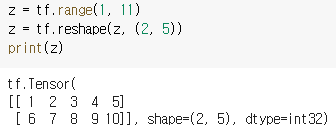 z = tf.range(1, 11)
z = tf.reshape(z, (2, 5))
print(z)
tf.Tensor(
[[ 1 2 3 4 5]
[ 6 7 8 9 10]], shape=(2, 5), dtype=int32)